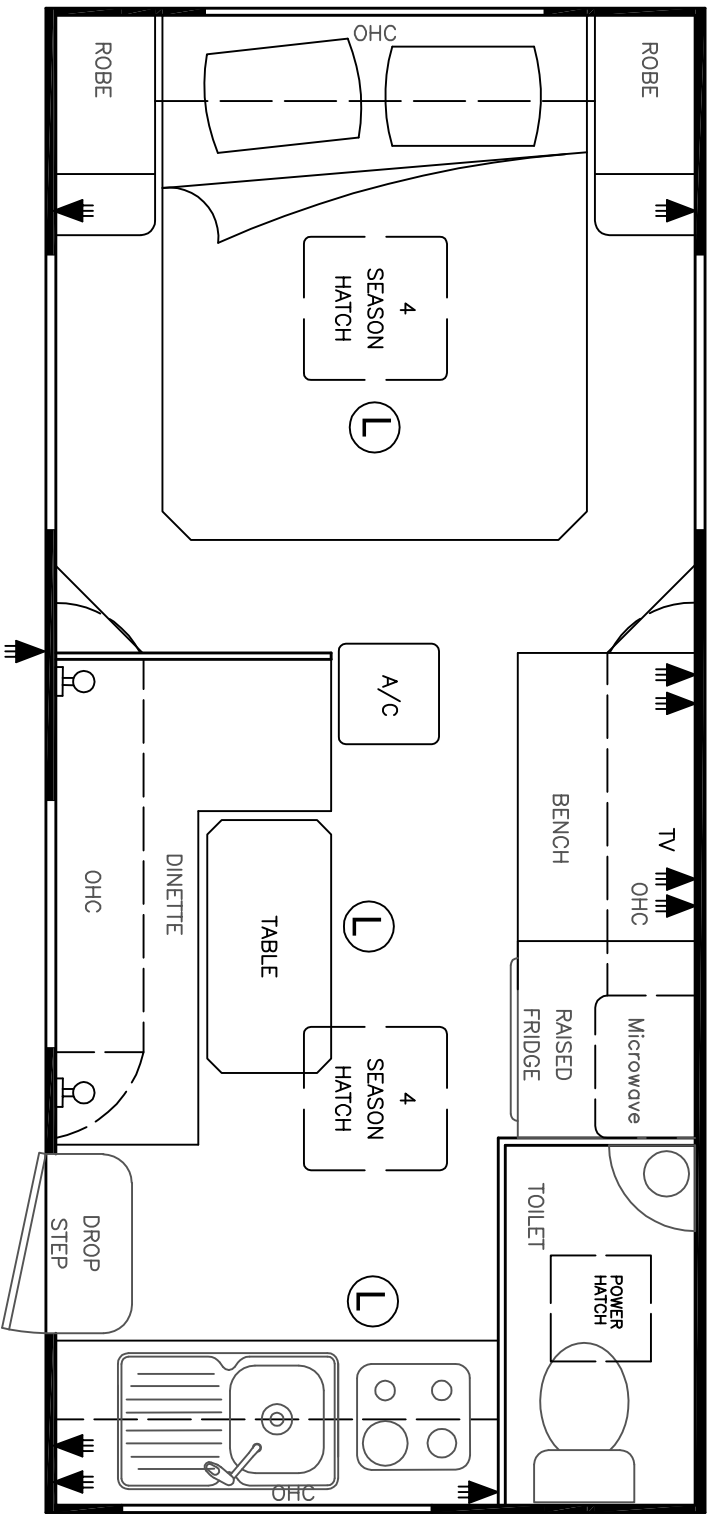 OHC
ROBE
ROBE
4
SEASON
HATCH
L
A/C
BENCH
TV
OHC
DINETTE
OHC
TABLE
L
RAISED
FRIDGE
Microwave
4
SEASON
HATCH
TOILET
DROP
STEP
POWER
HATCH
L
OHC